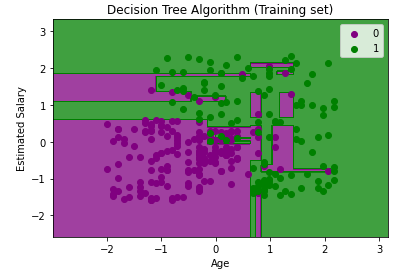 Decision Tree Algorithm (Training set)
0
1
Estimated Salary
3
2
1
0
−1
−2
−2 −1 0 1 2 3
Age